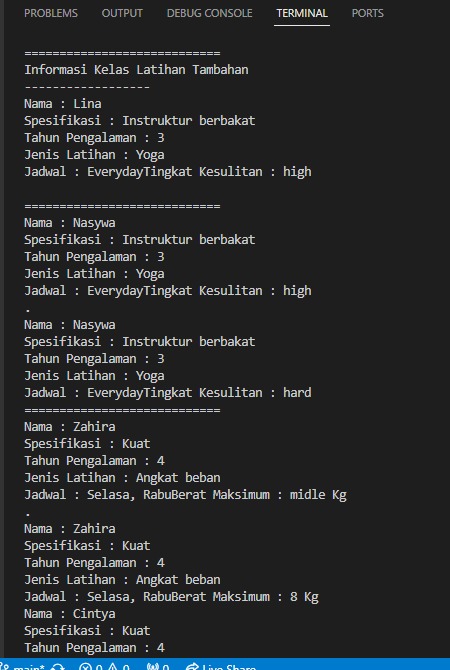 PROBLEMS OUTPUT DEBUG CONSOLE TERMINAL PORTS
============================
Informasi Kelas Latihan Tambahan
------------------
Nama : Lina
Spesifikasi : Instruktur berbakat
Tahun Pengalaman : 3
Jenis Latihan : Yoga
Jadwal : EverydayTingkat Kesulitan : high
============================
Nama : Nasywa
Spesifikasi : Instruktur berbakat
Tahun Pengalaman : 3
Jenis Latihan : Yoga
Jadwal : EverydayTingkat Kesulitan : high
.
Nama : Nasywa
Spesifikasi : Instruktur berbakat
Tahun Pengalaman : 3
Jenis Latihan : Yoga
Jadwal : EverydayTingkat Kesulitan : hard
============================
Nama : Zahira
Spesifikasi : Kuat
Tahun Pengalaman : 4
Jenis Latihan : Angkat beban
Jadwal : Selasa, RabuBerat Maksimum : midle Kg
.
Nama : Zahira
Spesifikasi : Kuat
Tahun Pengalaman : 4
Jenis Latihan : Angkat beban
Jadwal : Selasa, RabuBerat Maksimum : 8 Kg
Nama : Cintya
Spesifikasi : Kuat
Tahun Pengalaman : 4
main* 0 0 0 Live Share